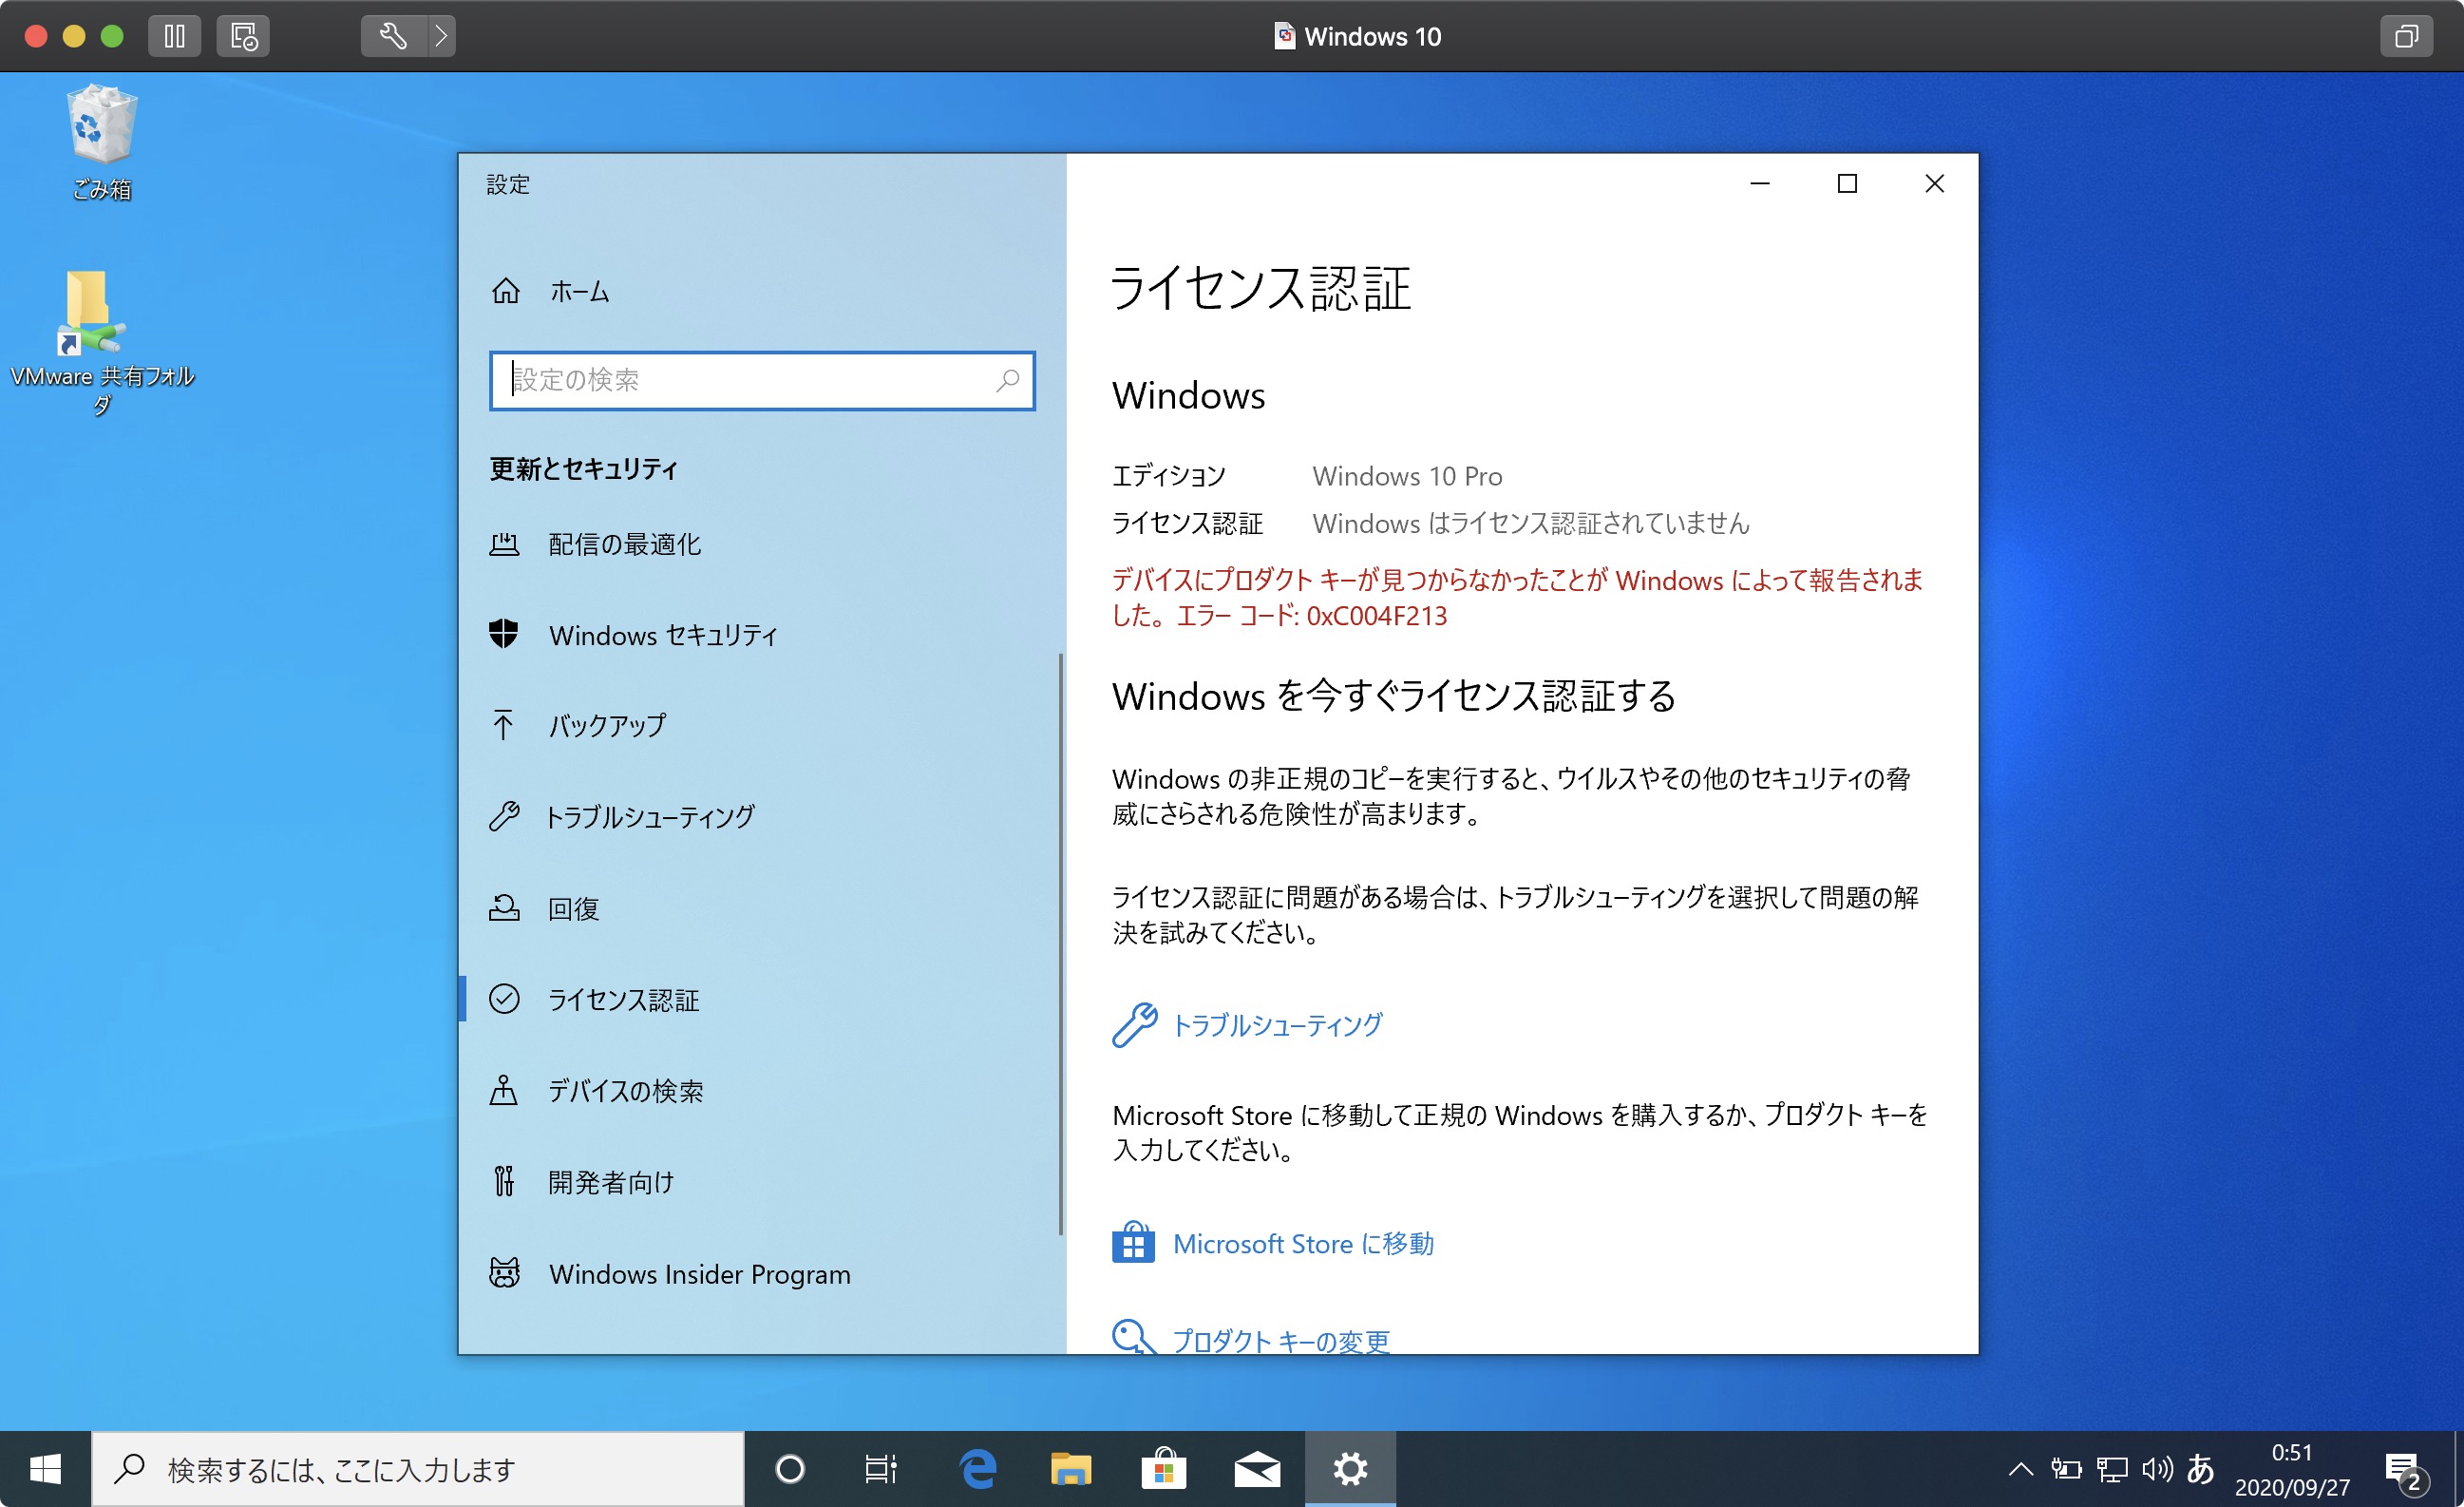 Windows 10
ごみ箱
VMware 共有フォル
ダ
設定
ホーム
設定の検索
更新とセキュリティ
配信の最適化
Windows セキュリティ
バックアップ
トラブルシューティング
回復
ライセンス認証
デバイスの検索
開発者向け
Windows Insider Program
ライセンス認証
Windows
エディション Windows 10 Pro
ライセンス認証 Windows はライセンス認証されていません
デバイスにプロダクト キーが見つからなかったことが Windows によって報告されま
した。エラー コード: 0xC004F213
Windows を今すぐライセンス認証する
Windows の非正規のコピーを実行すると、ウイルスやその他のセキュリティの脅
威にさらされる危険性が高まります。
ライセンス認証に問題がある場合は、トラブルシューティングを選択して問題の解
決を試みてください。
トラブルシューティング
Microsoft Store に移動して正規の Windows を購入するか、プロダクト キーを
入力してください。
Microsoft Store に移動
プロダクト キーの変更
検索するには、ここに入力します
あ
0:51
2020/09/27
2